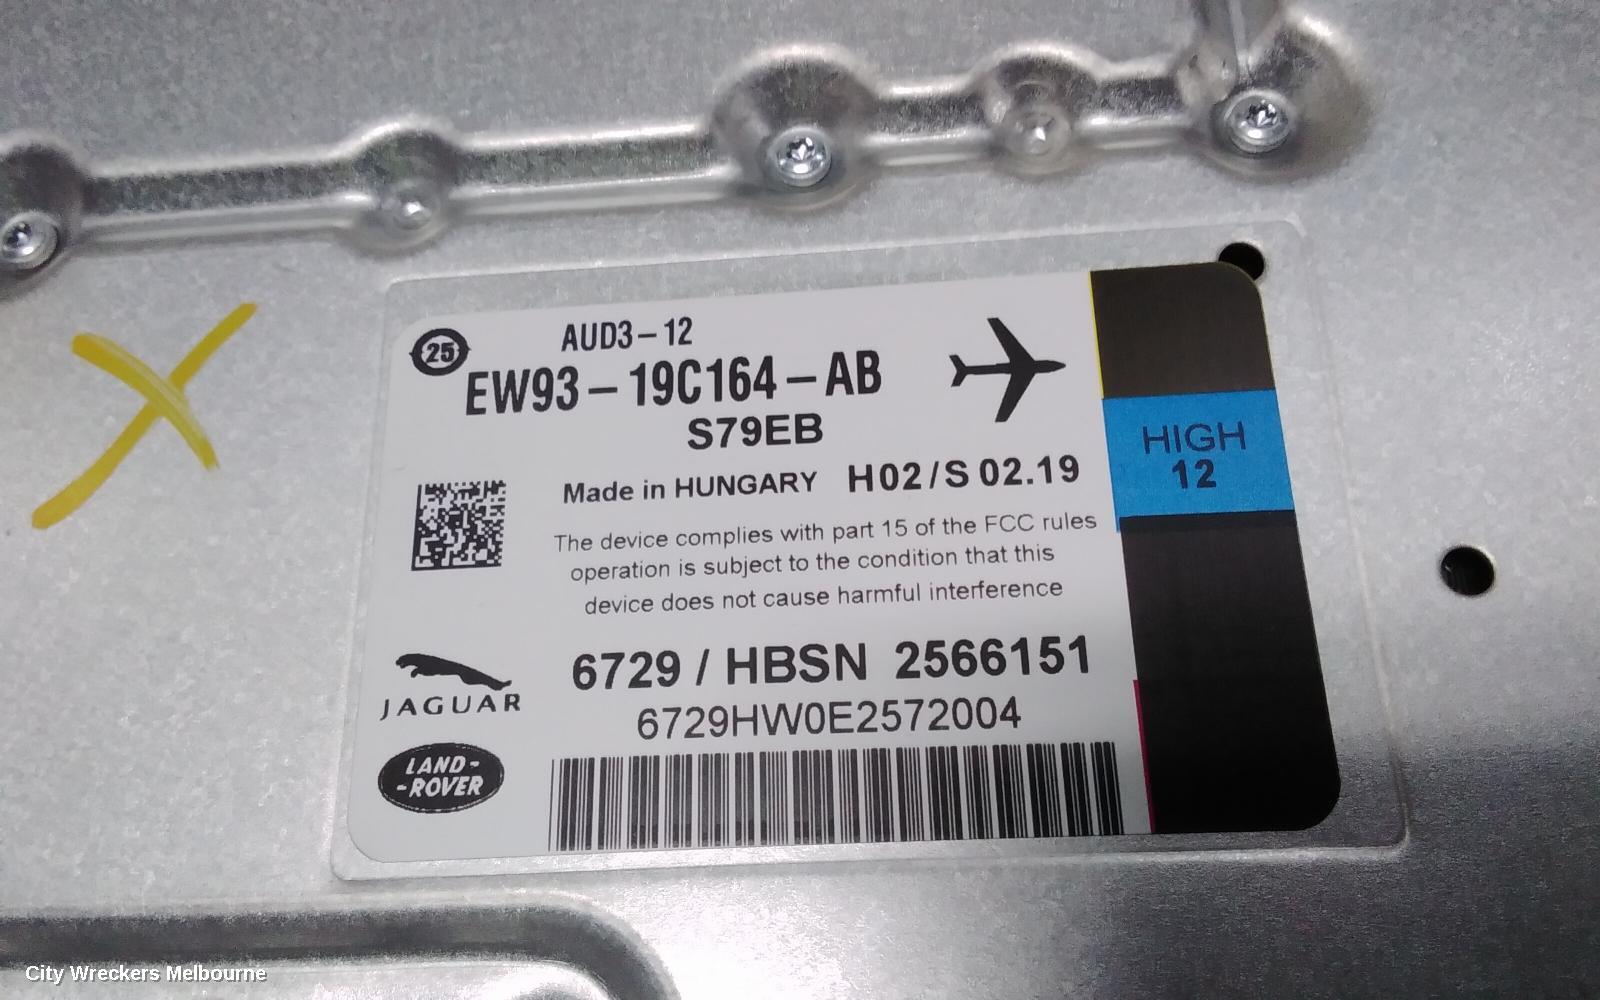 25
AUD3-12
EW93-19C164-AB
S79EB
Made in HUNGARY H02/S 02.19
The device complies with part 15 of the FCC rules
operation is subject to the condition that this
device does not cause harmful interference
HIGH
12
6729 / HBSN 2566151
6729HW0E2572004
JAGUAR
LAND-
-ROVER
City Wreckers Melbourne